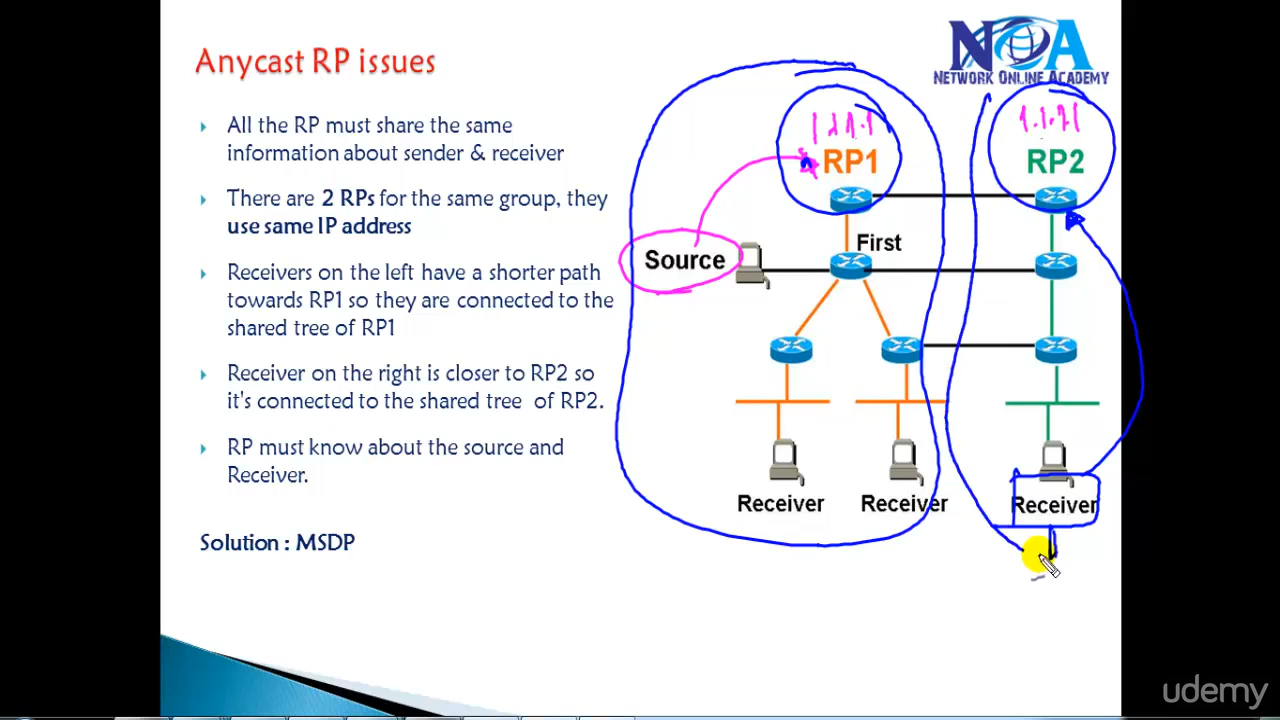 Anycast RP issues
NOA
NETWORK ONLINE ACADEMY
All the RP must share the same
information about sender & receiver
There are 2 RPs for the same group, they
use same IP address
Receivers on the left have a shorter path
towards RP1 so they are connected to the
shared tree of RP1
Receiver on the right is closer to RP2 so
it's connected to the shared tree of RP2.
RP must know about the source and
Receiver.
Solution : MSDP
RP1
RP2
First
Source
Receiver
Receiver
Receiver
udemy